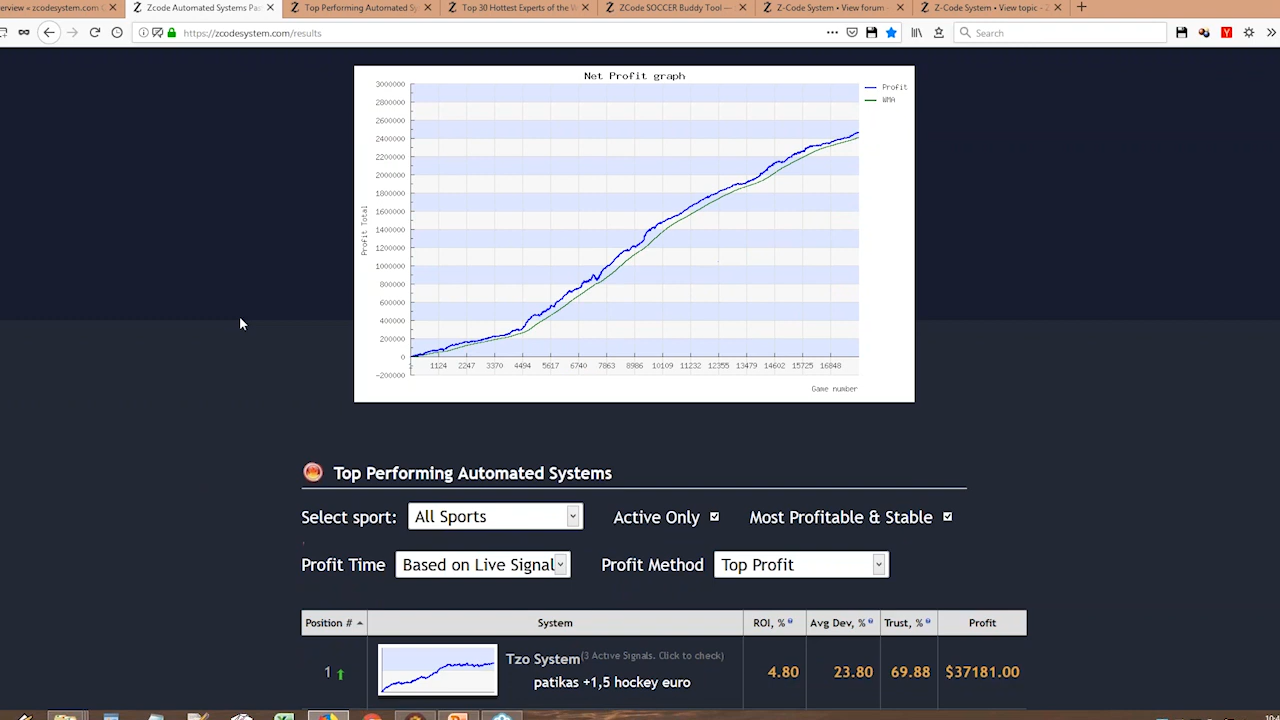 erview « zcodesystem.com
Zcode Automated Systems Pa
Top Performing Automated Sy
Top 30 Hottest Experts of the W
ZCode SOCCER Buddy Tool —
Z-Code System • View forum -
Z-Code System • View topic - Z
https://zcodesystem.com/results
Search
Net Profit graph
Profit
WMA
3000000
2800000
2600000
2400000
2200000
2000000
1800000
1600000
1400000
1200000
1000000
800000
600000
400000
200000
0
-200000
Profit Total
1124 2247 3370 4494 5617 6740 7863 8986 10109 11232 12355 13479 14602 15725 16848
Game number
Top Performing Automated Systems
Select sport: All Sports Active Only Most Profitable & Stable
Profit Time Based on Live Signal Profit Method Top Profit
Position # System ROI, % Avg Dev, % Trust, % Profit
1 Tzo System (3 Active Signals. Click to check) 4.80 23.80 69.88 $37181.00
patikas +1,5 hockey euro